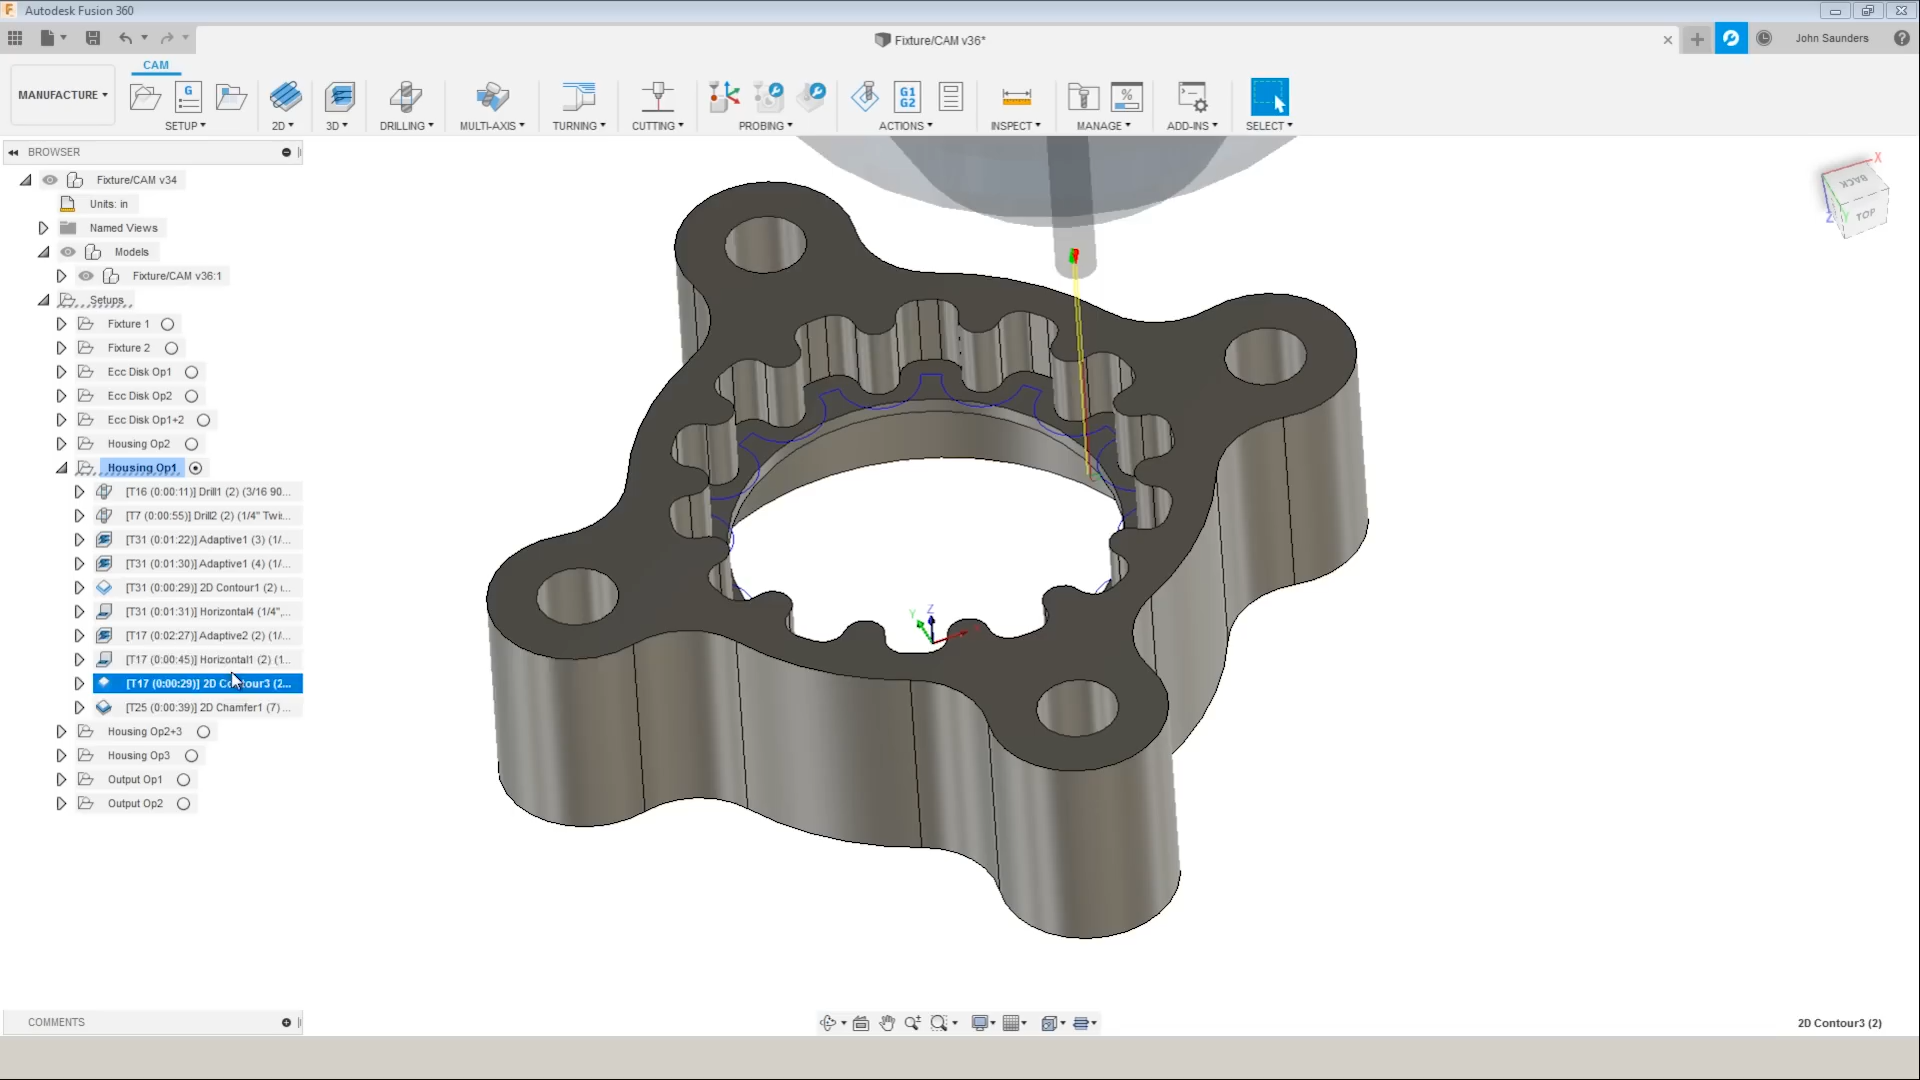 Autodesk Fusion 360
Fixture/CAM v36*
John Saunders
CAM
MANUFACTURE
G
G1
G2
%
SETUP
2D
3D
DRILLING
MULTI-AXIS
TURNING
CUTTING
PROBING
ACTIONS
INSPECT
MANAGE
ADD-INS
SELECT
BROWSER
Fixture/CAM v34
Units: in
Named Views
Models
Fixture/CAM v36:1
Setups
Fixture 1
Fixture 2
Ecc Disk Op1
Ecc Disk Op2
Ecc Disk Op1+2
Housing Op2
Housing Op1
[T16 (0:00:11)] Drill1 (2) (3/16 90...
[T7 (0:00:55)] Drill2 (2) (1/4" Twi...
[T31 (0:01:22)] Adaptive1 (3) (1/...
[T31 (0:01:30)] Adaptive1 (4) (1/...
[T31 (0:00:29)] 2D Contour1 (2) (...
[T31 (0:01:31)] Horizontal4 (1/4",...
[T17 (0:02:27)] Adaptive2 (2) (1/...
[T17 (0:00:45)] Horizontal1 (2) (1...
[T17 (0:00:29)] 2D Contour3 (2...
[T25 (0:00:39)] 2D Chamfer1 (7) ...
Housing Op2+3
Housing Op3
Output Op1
Output Op2
X
BACK
TOP
Z
Y
Y
Z
COMMENTS
2D Contour3 (2)